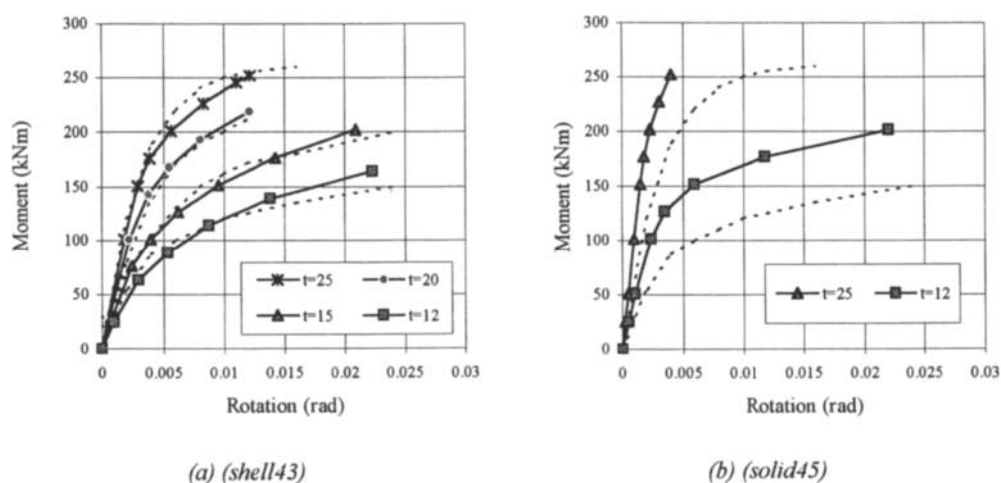 300
250
200
150
100
50
0
Moment (kNm)
t=25
t=20
t=15
t=12
0 0.005 0.01 0.015 0.02 0.025 0.03
Rotation (rad)
(a) (shell43)
300
250
200
150
100
50
0
Moment (kNm)
t=25
t=12
0 0.005 0.01 0.015 0.02 0.025 0.03
Rotation (rad)
(b) (solid45)